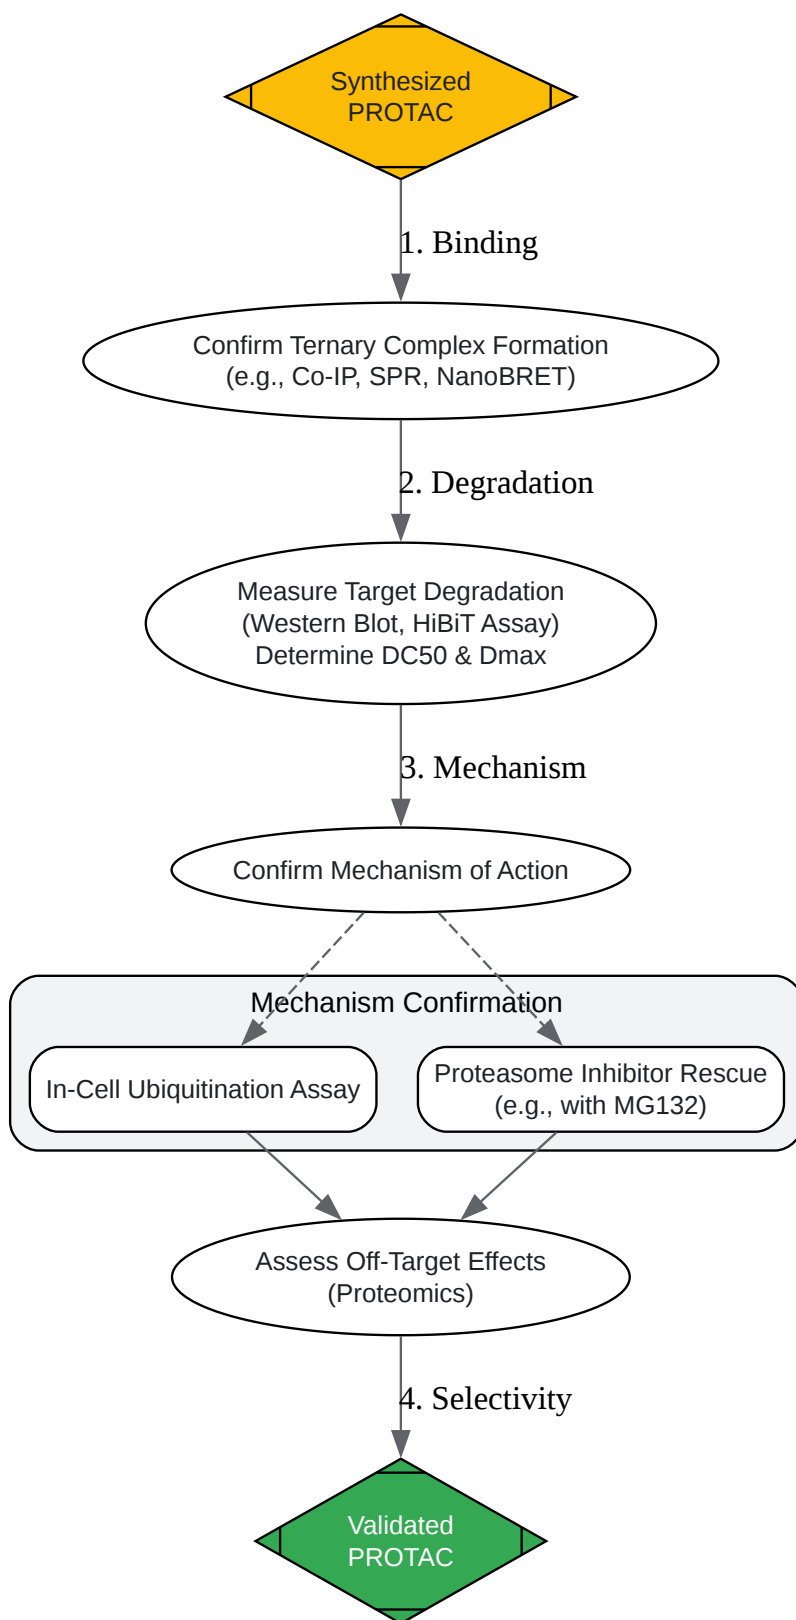 Synthesized
PROTAC
1. Binding
Confirm Ternary Complex Formation
(e.g., Co-IP, SPR, NanoBRET)
2. Degradation
Measure Target Degradation
(Western Blot, HiBiT Assay)
Determine DC50 & Dmax
3. Mechanism
Confirm Mechanism of Action
Mechanism Confirmation
In-Cell Ubiquitination Assay
Proteasome Inhibitor Rescue
(e.g., with MG132)
Assess Off-Target Effects
(Proteomics)
4. Selectivity
Validated
PROTAC